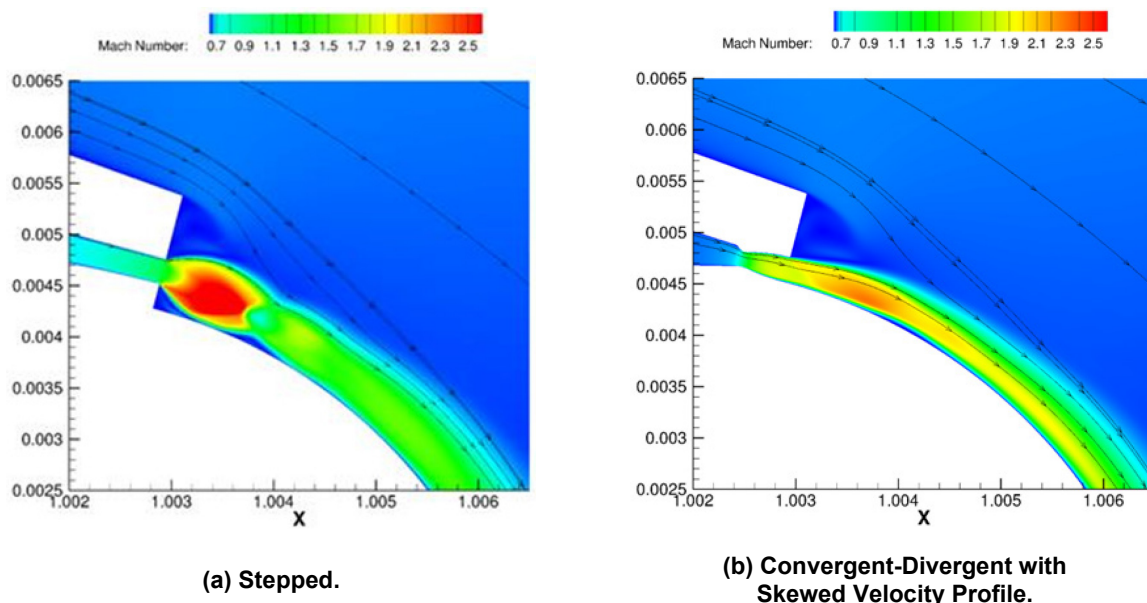 Mach Number: 0.7 0.9 1.1 1.3 1.5 1.7 1.9 2.1 2.3 2.5
0.0065
0.006
0.0055
0.005
0.0045
0.004
0.0035
0.003
0.0025
1.002 1.003 1.004 1.005 1.006
X
(a) Stepped.
Mach Number: 0.7 0.9 1.1 1.3 1.5 1.7 1.9 2.1 2.3 2.5
0.0065
0.006
0.0055
0.005
0.0045
0.004
0.0035
0.003
0.0025
1.002 1.003 1.004 1.005 1.006
X
(b) Convergent-Divergent with
Skewed Velocity Profile.